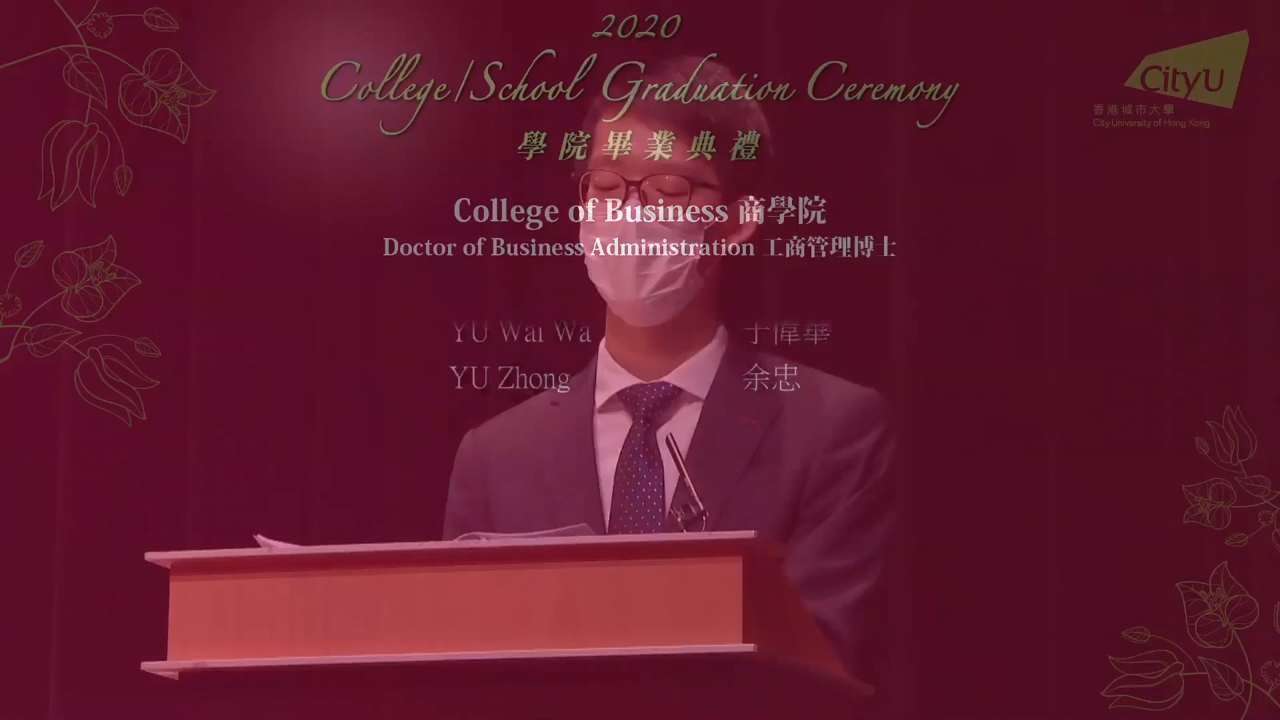 2020
College/School Graduation Ceremony
學院畢業典禮
CityU
香港城市大學
City University of Hong Kong
College of Business 商學院
Doctor of Business Administration 工商管理博士
YU Wai Wa 于偉華
YU Zhong 余忠